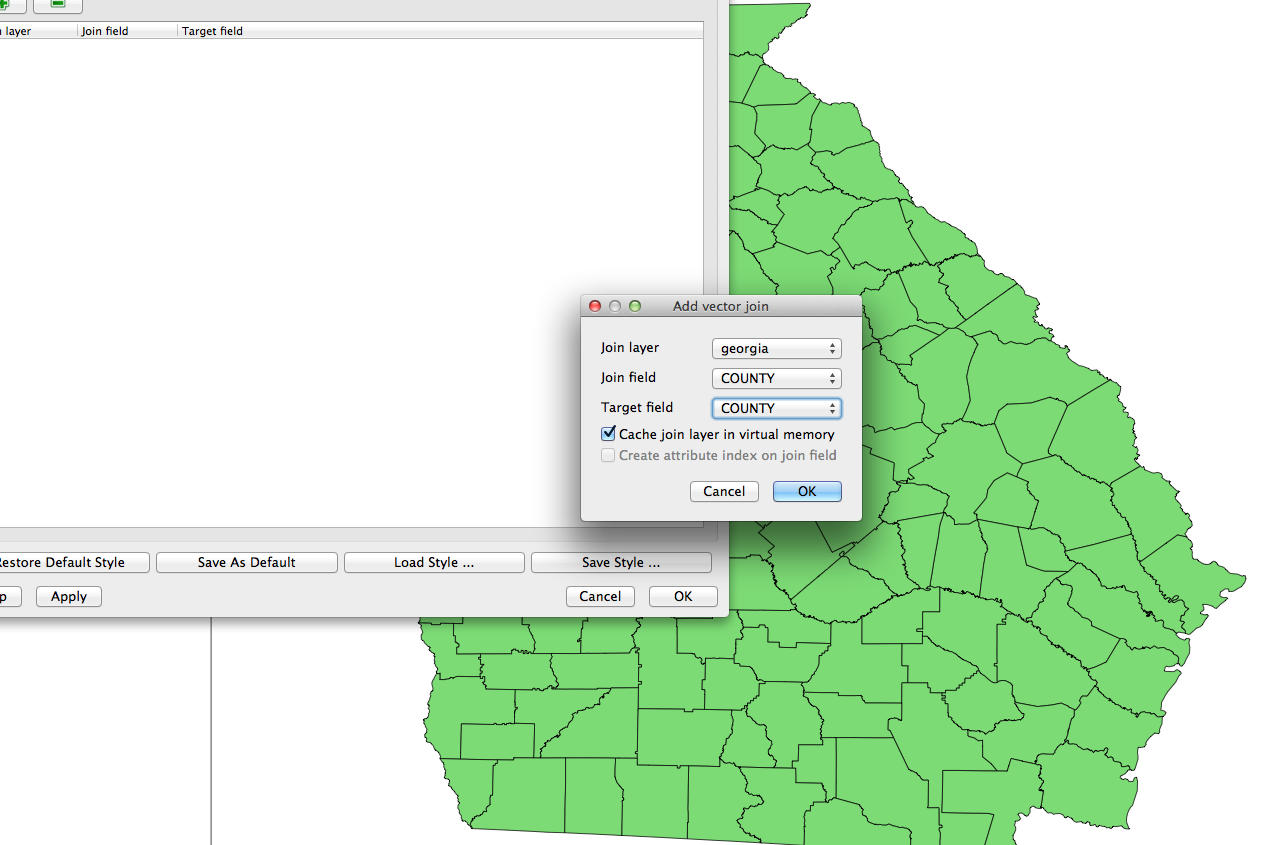 layer Join field Target field
Add vector join
Join layer georgia
Join field COUNTY
Target field COUNTY
Cache join layer in virtual memory
Create attribute index on join field
Cancel OK
Restore Default Style Save As Default Load Style ... Save Style ...
p Apply Cancel OK